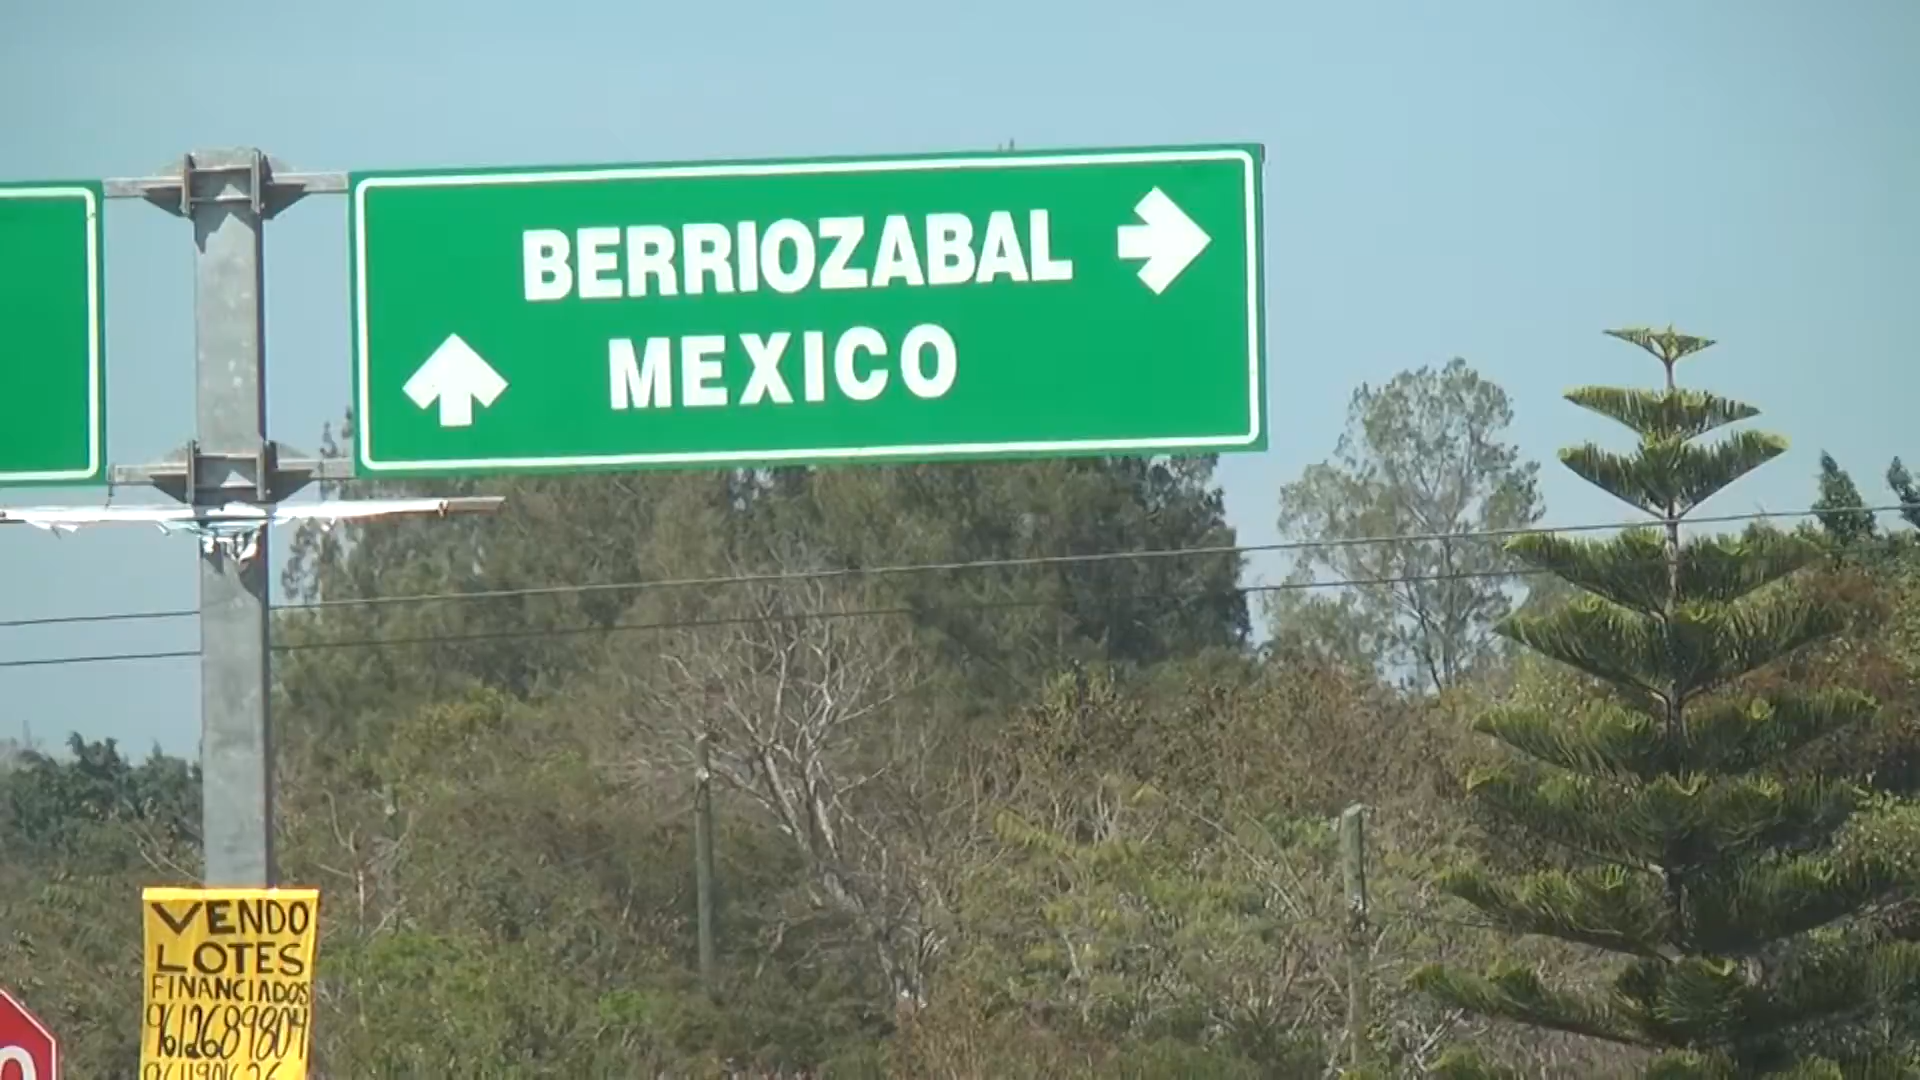 BERRIOZABAL
MEXICO
VENDO
LOTES
FINANCIADOS
9612689804